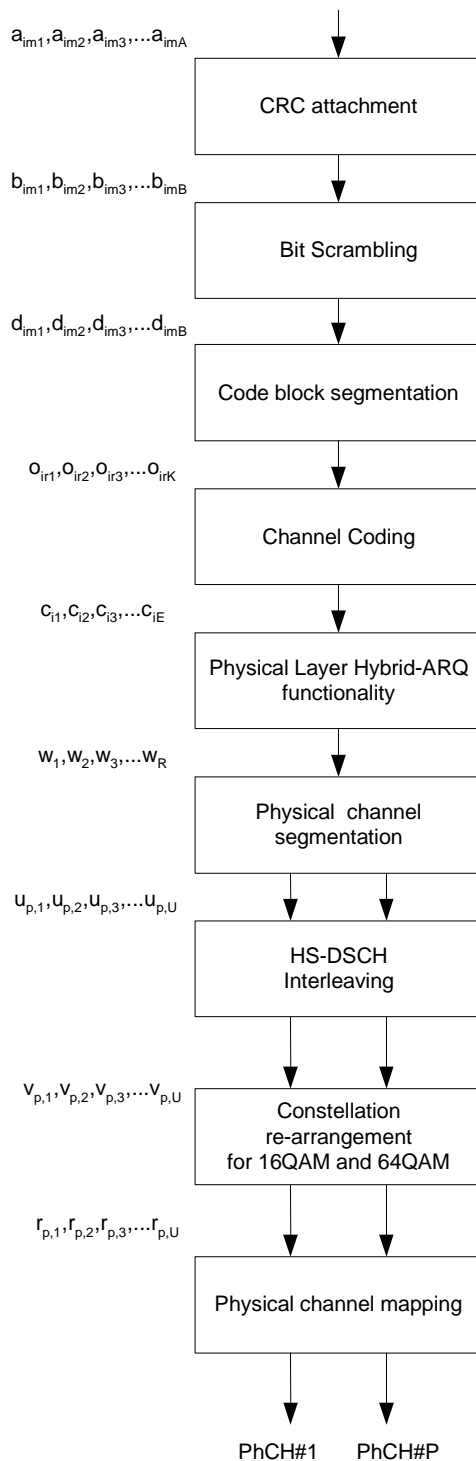 a_im1,a_im2,a_im3,...a_imA
CRC attachment
b_im1,b_im2,b_im3,...b_imB
Bit Scrambling
d_im1,d_im2,d_im3,...d_imB
Code block segmentation
o_ir1,o_ir2,o_ir3,...o_irK
Channel Coding
c_i1,c_i2,c_i3,...c_iE
Physical Layer Hybrid-ARQ
functionality
w_1,w_2,w_3,...w_R
Physical channel
segmentation
u_p,1,u_p,2,u_p,3,...u_p,U
HS-DSCH
Interleaving
v_p,1,v_p,2,v_p,3,...v_p,U
Constellation
re-arrangement
for 16QAM and 64QAM
r_p,1,r_p,2,r_p,3,...r_p,U
Physical channel mapping
PhCH#1 PhCH#P